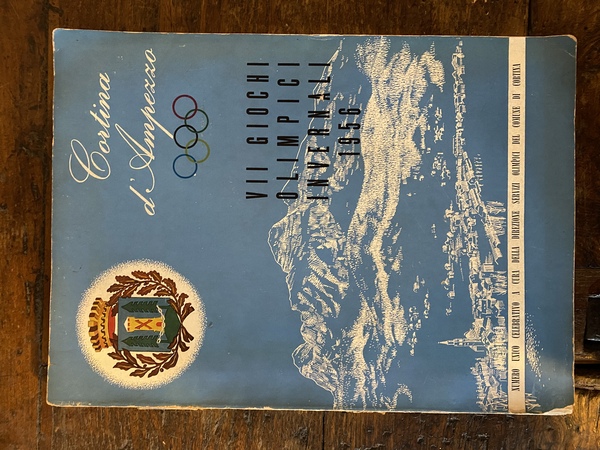 Cortina
d'Ampezzo
VII GIOCHI
OLIMPICI
INVERNALI
1956
NUMERO UNICO CELEBRATIVO A CURA DELLA DIREZIONE SERVIZI OLIMPICI DEL COMUNE DI CORTINA